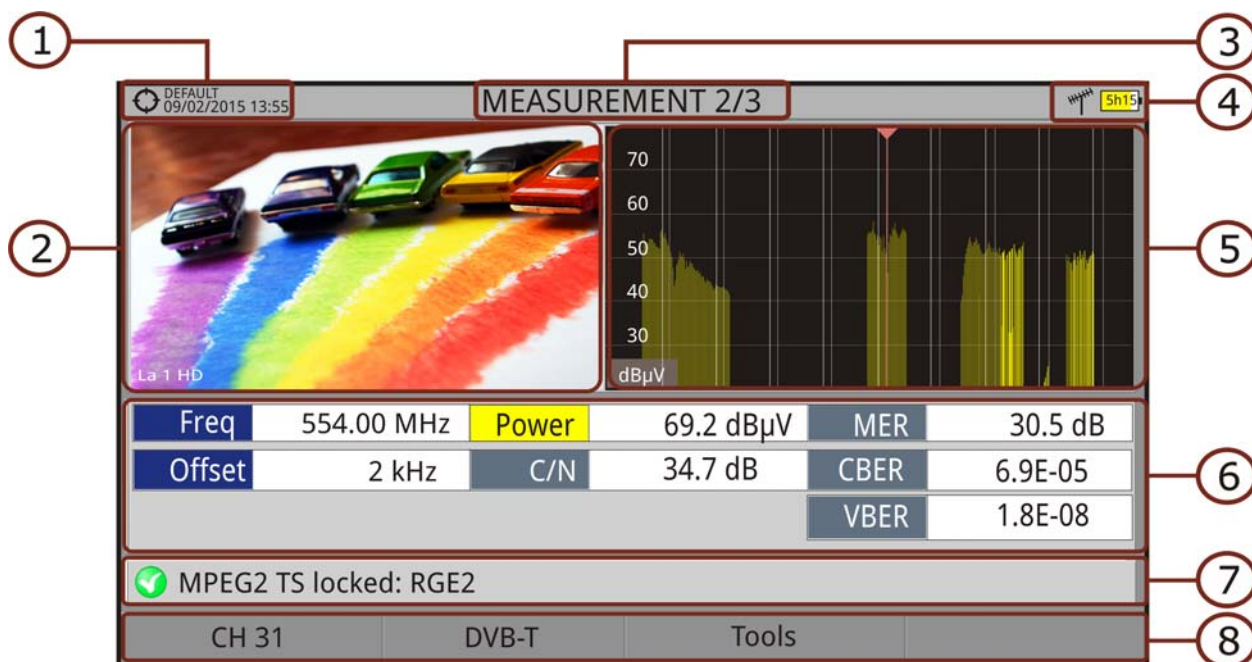 1
3
DEFAULT
09/02/2015 13:55
MEASUREMENT 2/3
5h15
4
2
La 1 HD
70
60
50
40
30
dBµV
5
Freq 554.00 MHz Power 69.2 dBµV MER 30.5 dB
Offset 2 kHz C/N 34.7 dB CBER 6.9E-05
VBER 1.8E-08
6
MPEG2 TS locked: RGE2
7
CH 31 DVB-T Tools
8